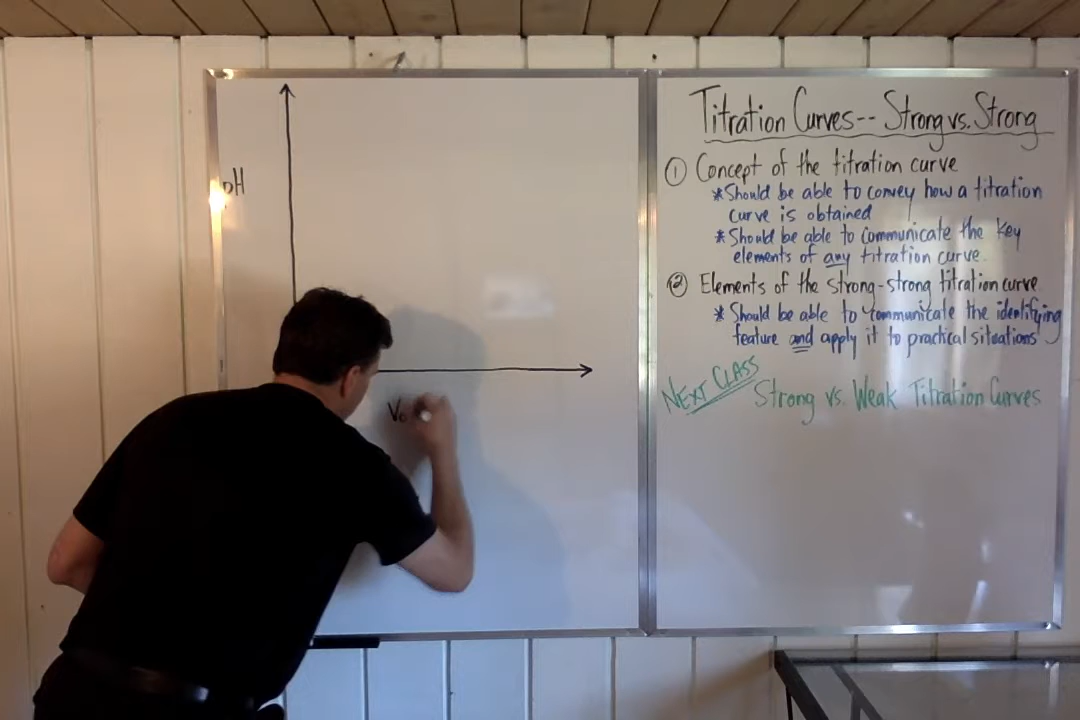 pH
Vo
Titration Curves-- Strong vs. Strong
① Concept of the titration curve
* Should be able to convey how a titration
curve is obtained
* Should be able to communicate the key
elements of any titration curve.
② Elements of the strong-strong titration curve
* Should be able to communicate the identifying
feature and apply it to practical situations
NEXT CLASS Strong vs. Weak Titration Curves